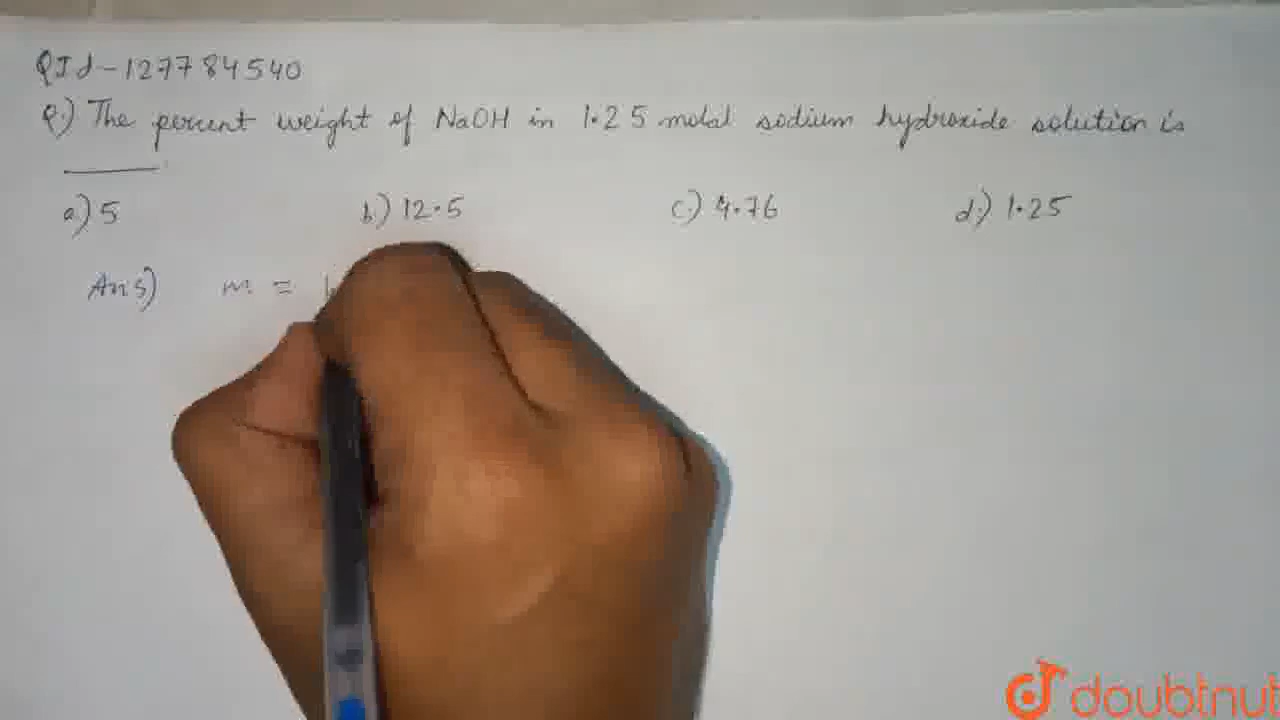 QId-127784540
Q.) The percent weight of NaOH in 1.25 molal sodium hydroxide solution is
a.) 5 b.) 12.5 c.) 4.76 d.) 1.25
Ans) m =
doubtnut